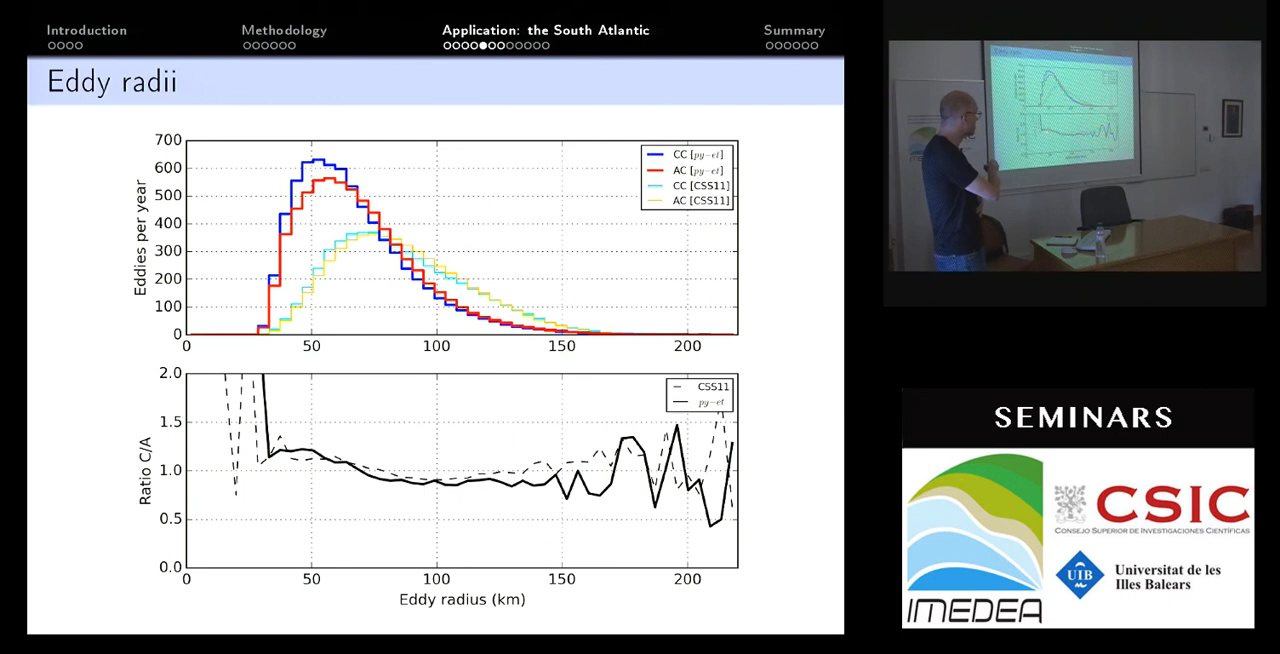 Introduction
Methodology
Application: the South Atlantic
Summary
Eddy radii
700
600
500
400
300
200
100
0
Eddies per year
CC [py-et]
AC [py-et]
CC [CSS11]
AC [CSS11]
0 50 100 150 200
2.0
1.5
1.0
0.5
0.0
Ratio C/A
CSS11
py-et
0 50 100 150 200
Eddy radius (km)
SEMINARS
IMEDEA
CSIC
CONSEJO SUPERIOR DE INVESTIGACIONES CIENTÍFICAS
UIB
Universitat de les
Illes Balears